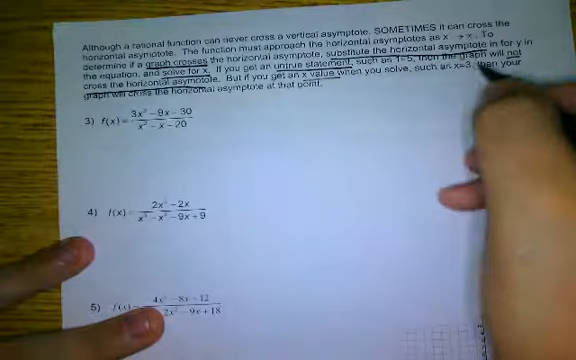 Although a rational function can never cross a vertical asymptote, SOMETIMES it can cross the
horizontal asymptote. The function must approach the horizontal asymptotes as x → ∞. To
determine if a graph crosses the horizontal asymptote, substitute the horizontal asymptote in for y in
the equation, and solve for x. If you get an untrue statement, such as 1=5, then the graph will not
cross the horizontal asymptote. But if you get an x value when you solve, such as x=3, then your
graph will cross the horizontal asymptote at that point.
3) f(x) = 3x² − 9x − 30
x² − x − 20
4) f(x) = 2x² − 2x
x³ − x² − 9x + 9
5) 4x² − 8x − 12
2x² − 9x + 18